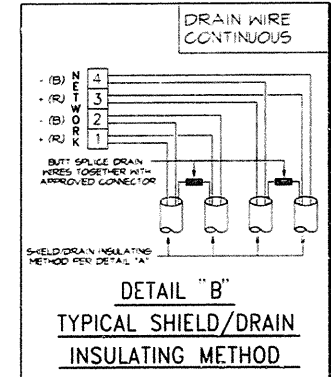 DRAIN WIRE
CONTINUOUS
NETWORK
- (B) 4
+ (R) 3
- (B) 2
+ (R) 1
BUTT SPLICE DRAIN
WIRES TOGETHER WITH
APPROVED CONNECTOR
SHIELD/DRAIN INSULATING
METHOD PER DETAIL "A"
DETAIL "B"
TYPICAL SHIELD/DRAIN
INSULATING METHOD